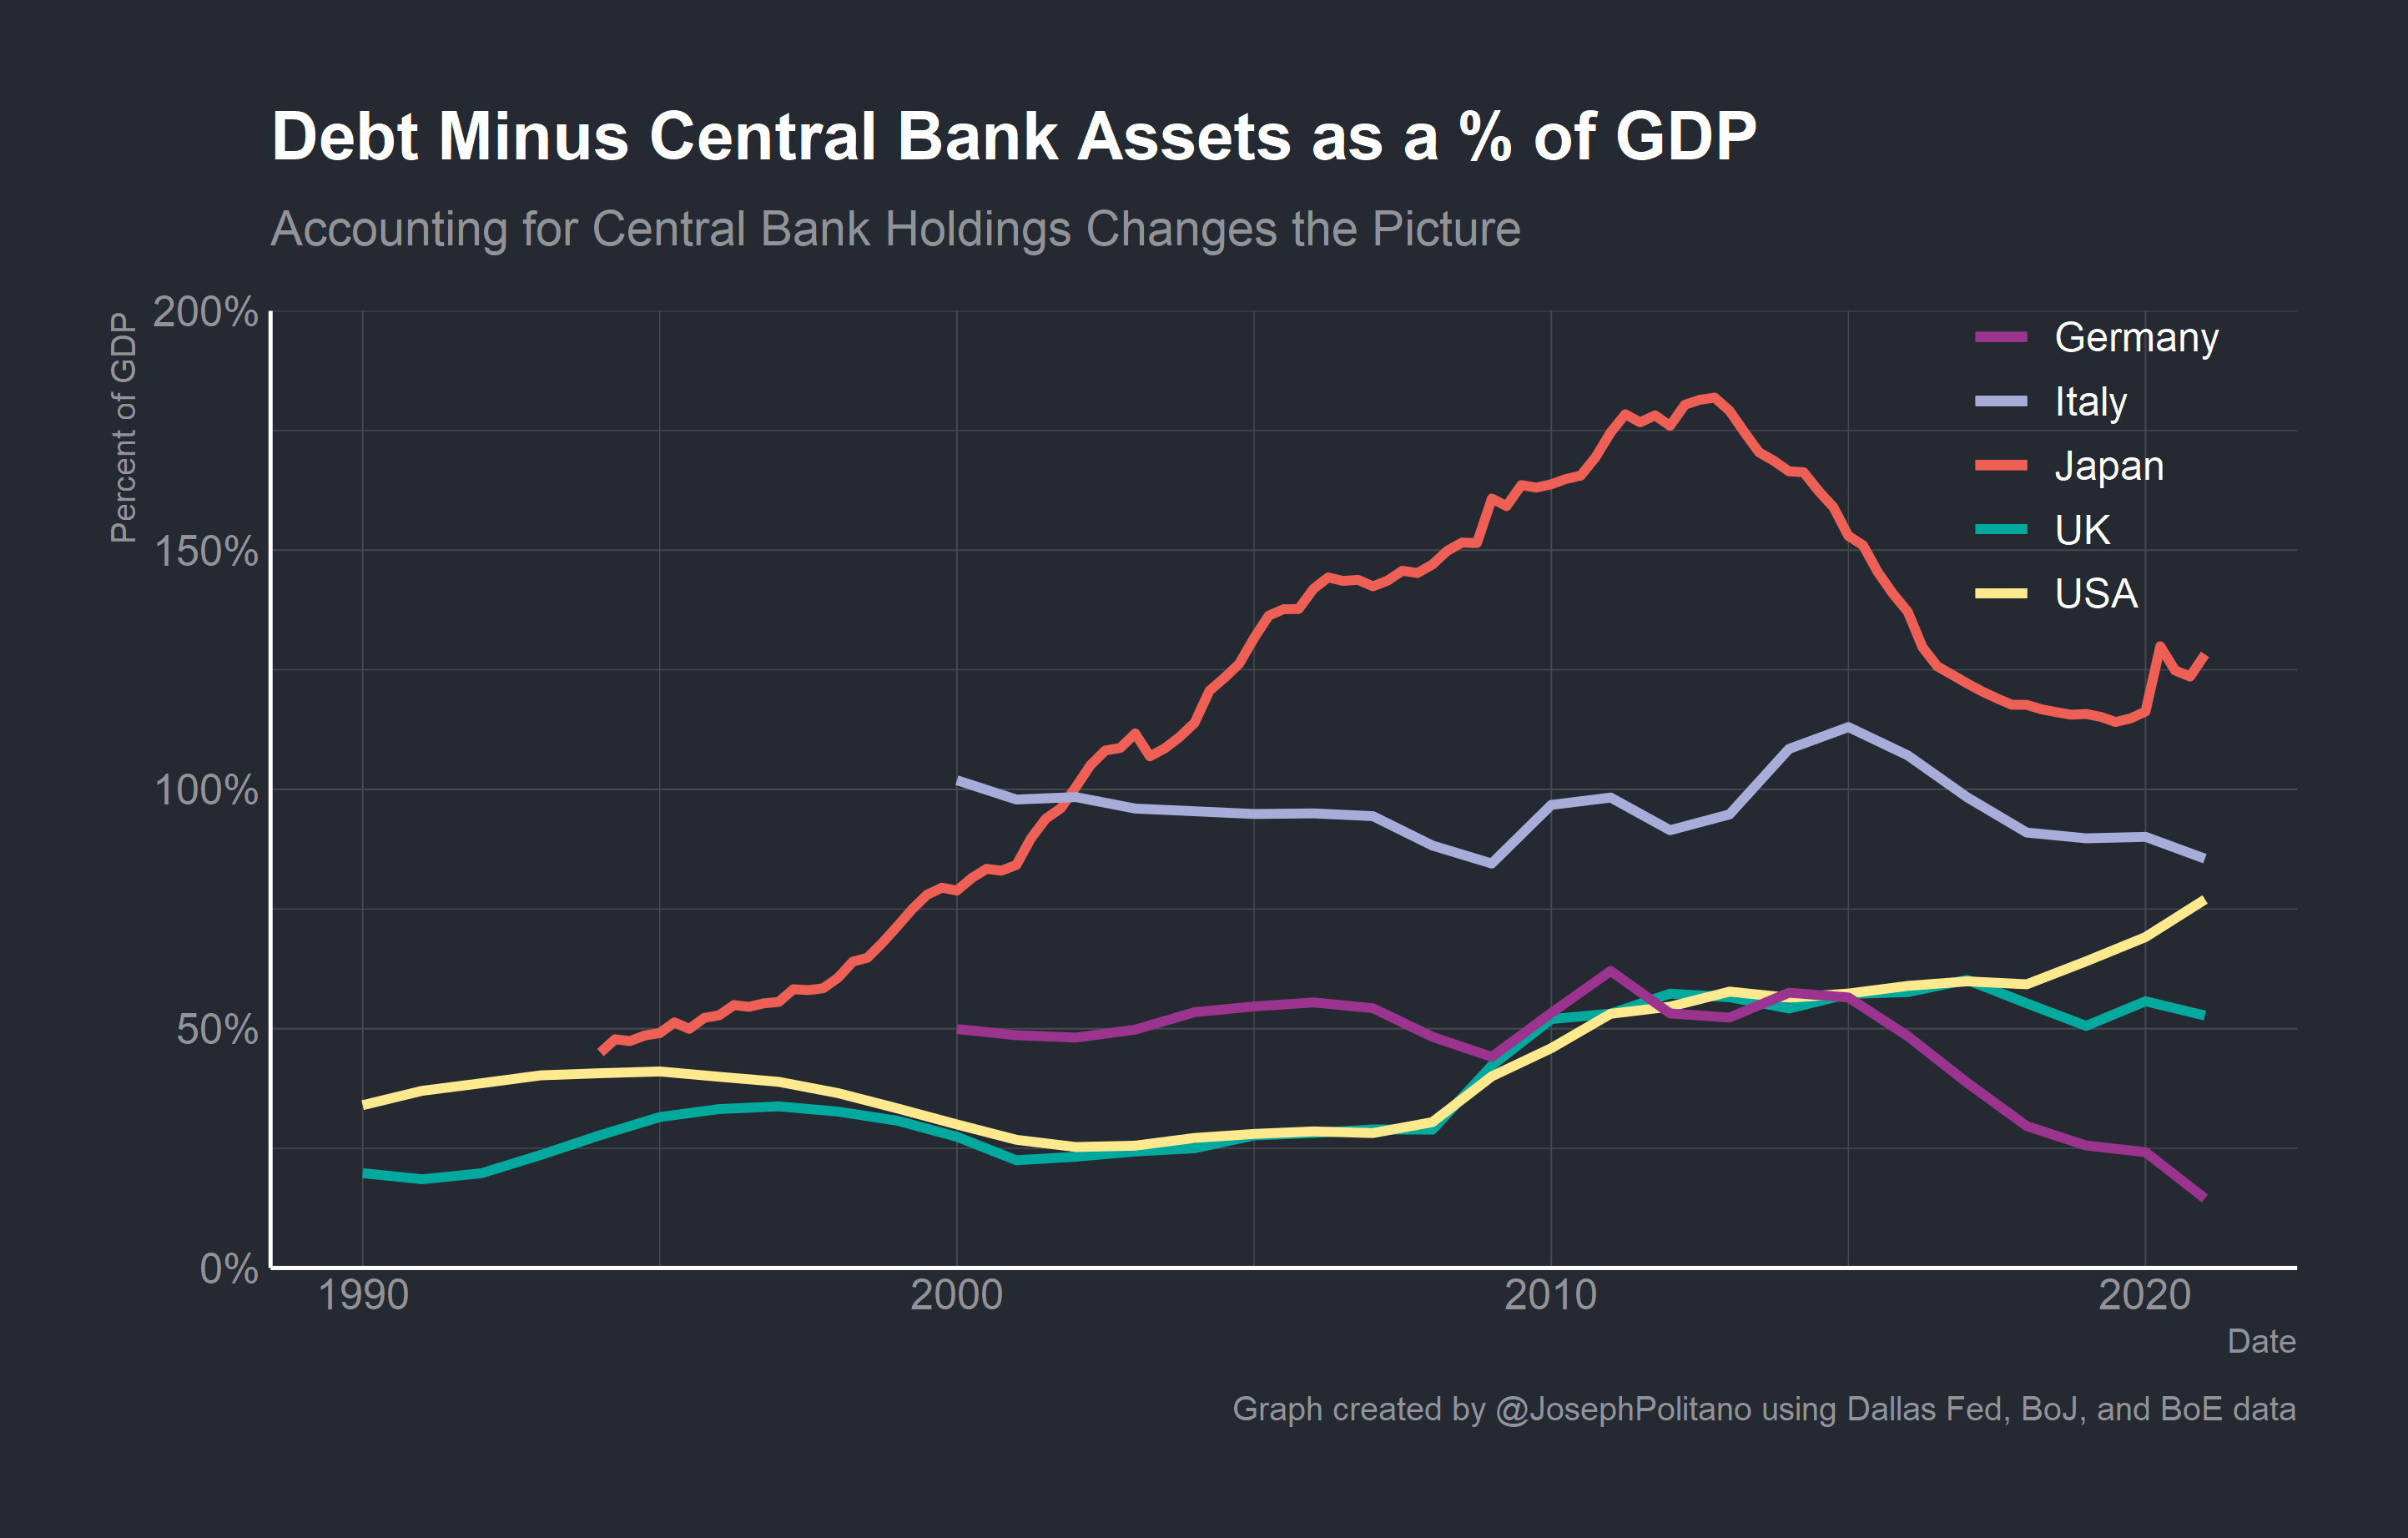 Debt Minus Central Bank Assets as a % of GDP
Accounting for Central Bank Holdings Changes the Picture
Percent of GDP
200%
150%
100%
50%
0%
Germany
Italy
Japan
UK
USA
1990 2000 2010 2020
Date
Graph created by @JosephPolitano using Dallas Fed, BoJ, and BoE data